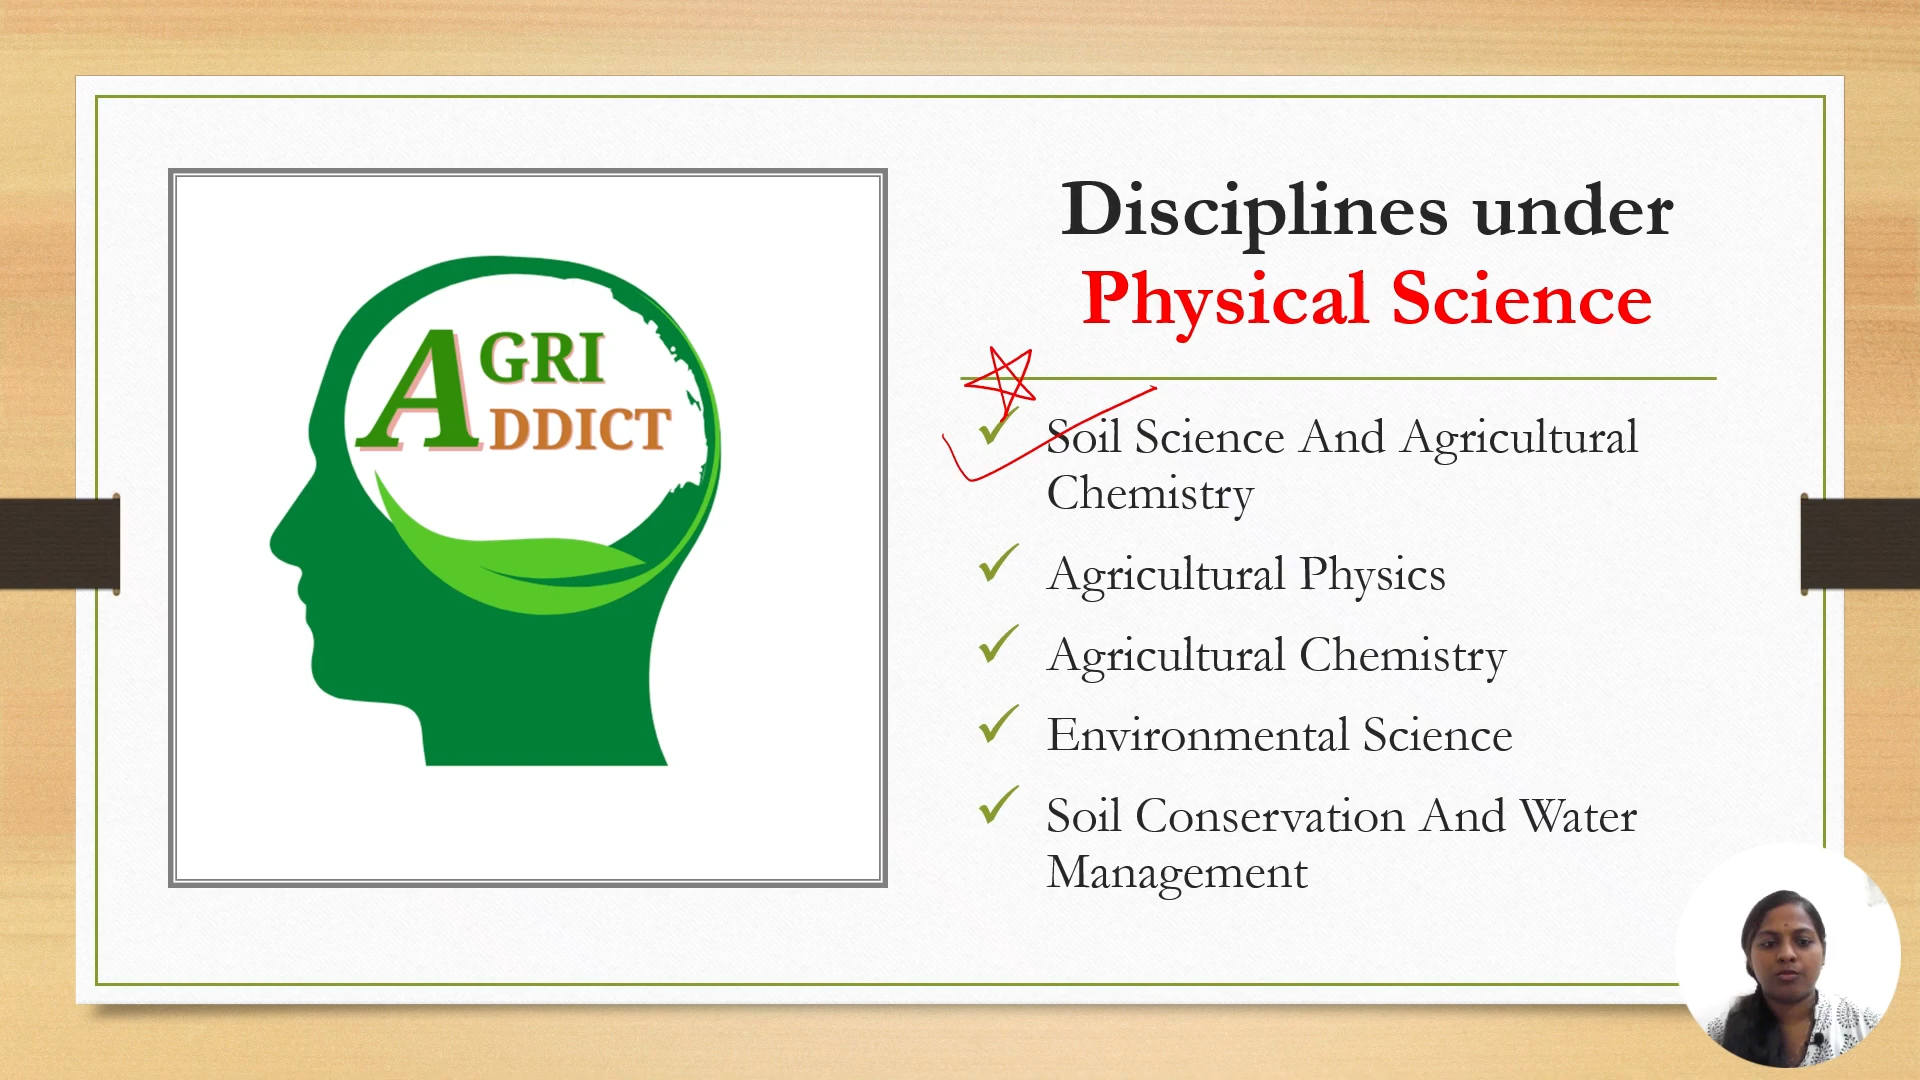 AGRI
ADDICT
Disciplines under
Physical Science
Soil Science And Agricultural
Chemistry
Agricultural Physics
Agricultural Chemistry
Environmental Science
Soil Conservation And Water
Management